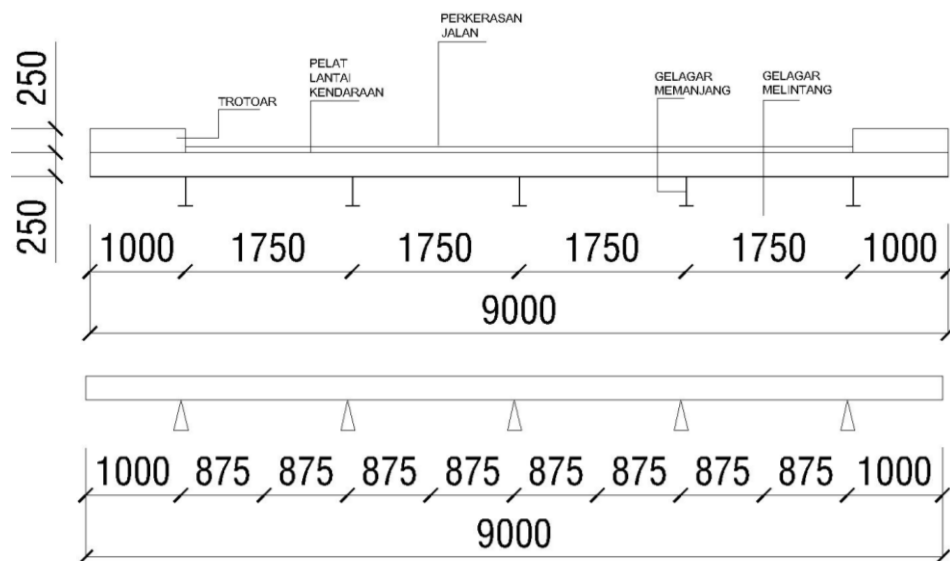 PERKERASAN
JALAN
PELAT
LANTAI
KENDARAAN
GELAGAR
MEMANJANG
GELAGAR
MELINTANG
TROTOAR
250
250
1000 1750 1750 1750 1750 1000
9000
1000 875 875 875 875 875 875 875 875 1000
9000